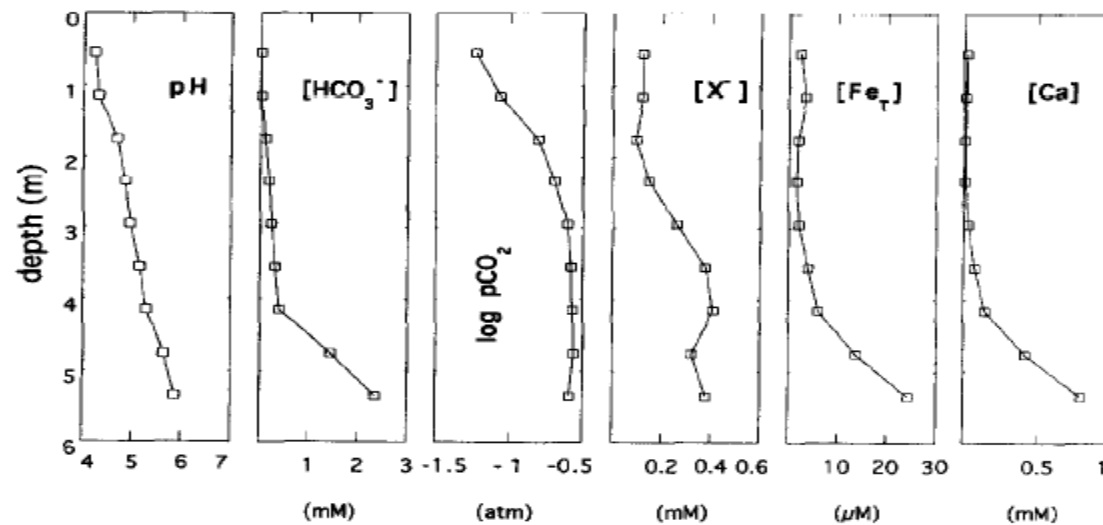 0
1
2
3
4
5
6
depth (m)
pH
[HCO3-]
log pCO2
[X-]
[FeT]
[Ca]
4 5 6 7
1 2 3
-1.5 -1 -0.5
0.2 0.4 0.6
10 20 30
0.5 1
(mM) (atm) (mM) (µM) (mM)